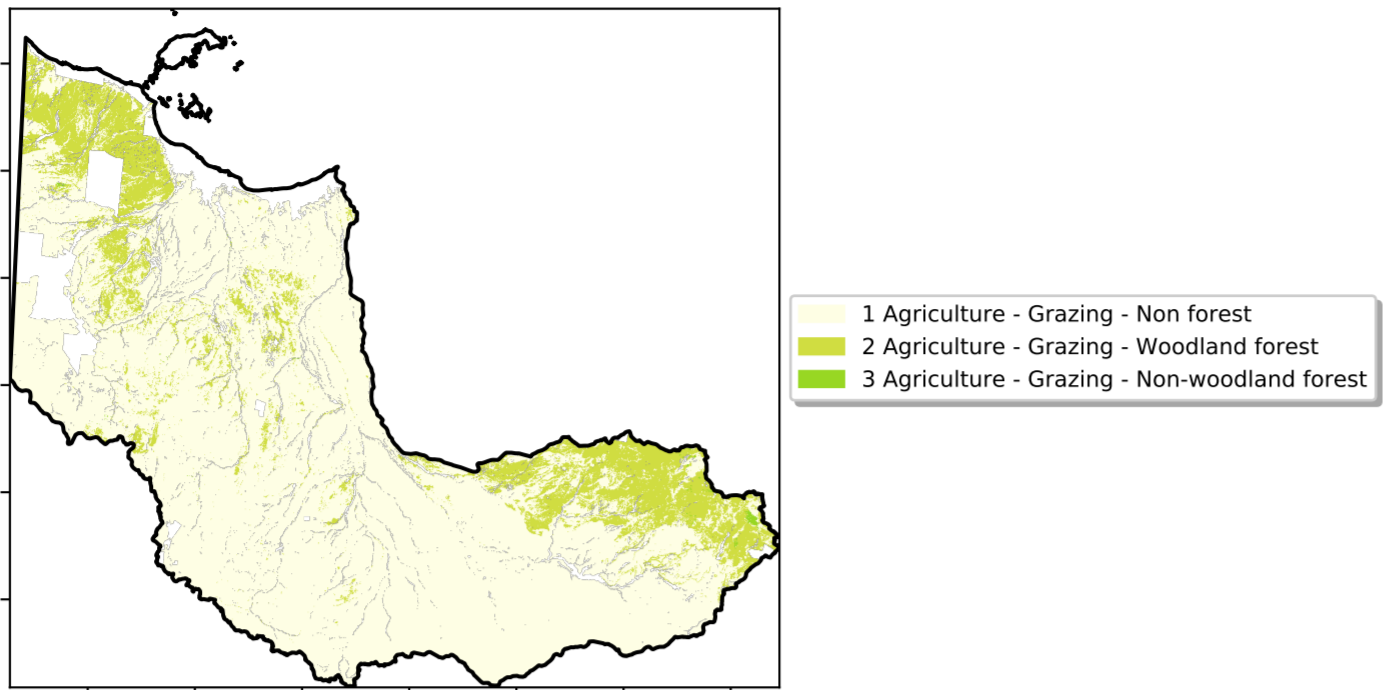 1 Agriculture - Grazing - Non forest
2 Agriculture - Grazing - Woodland forest
3 Agriculture - Grazing - Non-woodland forest